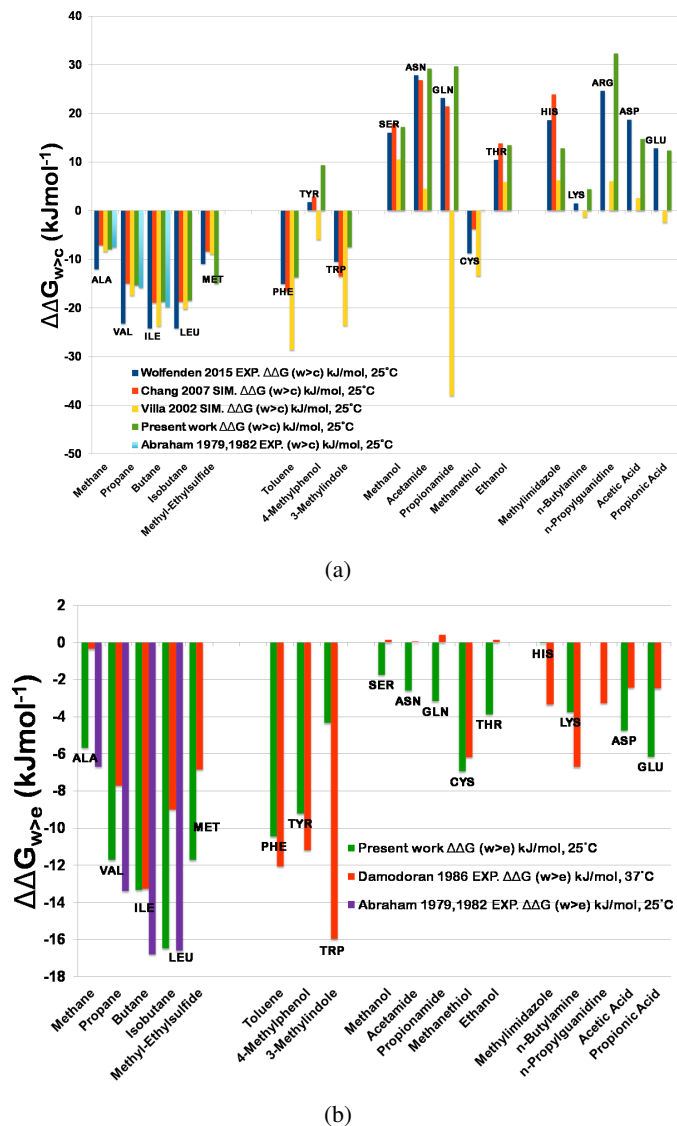 40
30
20
10
0
-10
-20
-30
-40
-50
ΔΔGw>c (kJmol-1)
ALA
VAL
ILE
LEU
MET
PHE
TYR
TRP
SER
ASN
GLN
CYS
THR
HIS
LYS
ARG
ASP
GLU
Wolfenden 2015 EXP. ΔΔG (w>c) kJ/mol, 25˚C
Chang 2007 SIM. ΔΔG (w>c) kJ/mol, 25˚C
Villa 2002 SIM. ΔΔG (w>c) kJ/mol, 25˚C
Present work ΔΔG (w>c) kJ/mol, 25˚C
Abraham 1979,1982 EXP. (w>c) kJ/mol, 25˚C
Methane
Propane
Butane
Isobutane
Methyl-Ethylsulfide
Toluene
4-Methylphenol
3-Methylindole
Methanol
Acetamide
Propionamide
Methanethiol
Ethanol
Methylimidazole
n-Butylamine
n-Propylguanidine
Acetic Acid
Propionic Acid
(a)
2
0
-2
-4
-6
-8
-10
-12
-14
-16
-18
ΔΔGw>e (kJmol-1)
ALA
VAL
ILE
LEU
MET
PHE
TYR
TRP
SER
ASN
GLN
CYS
THR
HIS
LYS
ASP
GLU
Present work ΔΔG (w>e) kJ/mol, 25˚C
Damodoran 1986 EXP. ΔΔG (w>e) kJ/mol, 37˚C
Abraham 1979,1982 EXP. ΔΔG (w>e) kJ/mol, 25˚C
Methane
Propane
Butane
Isobutane
Methyl-Ethylsulfide
Toluene
4-Methylphenol
3-Methylindole
Methanol
Acetamide
Propionamide
Methanethiol
Ethanol
Methylimidazole
n-Butylamine
n-Propylguanidine
Acetic Acid
Propionic Acid
(b)